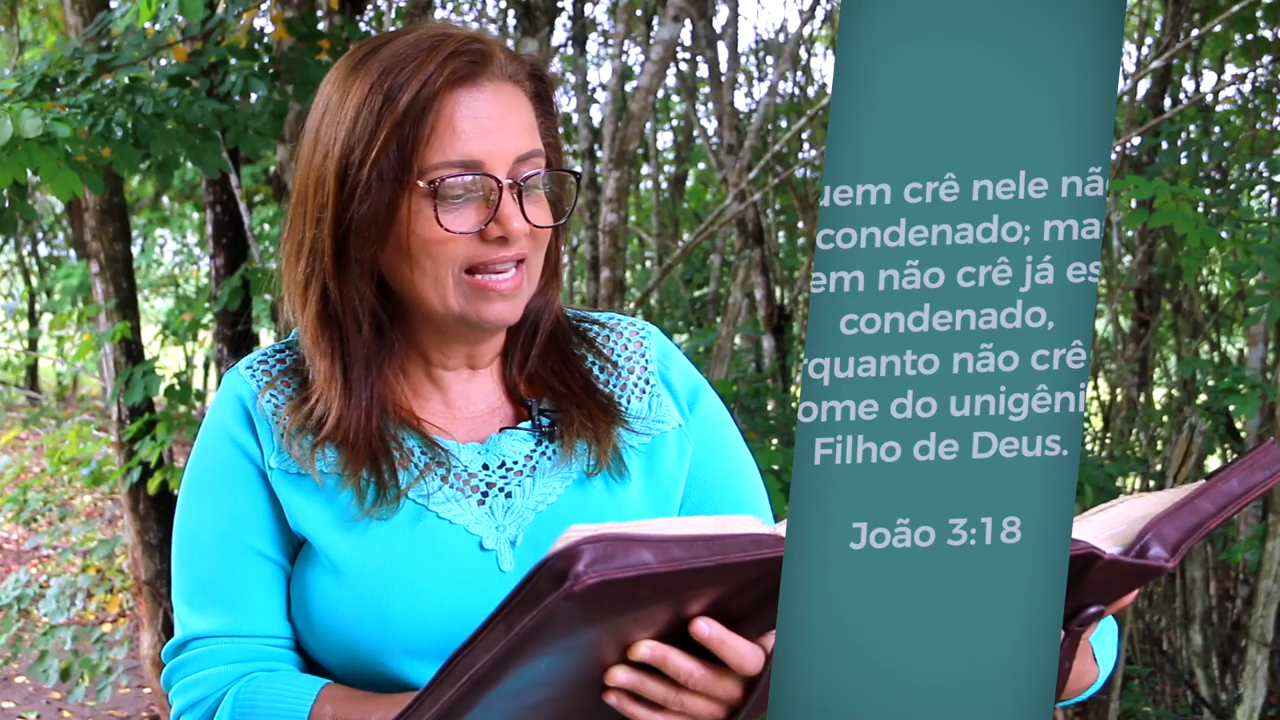 uem crê nele nã
condenado; ma
em não crê já es
condenado,
rquanto não crê
ome do unigêni
Filho de Deus.
João 3:18